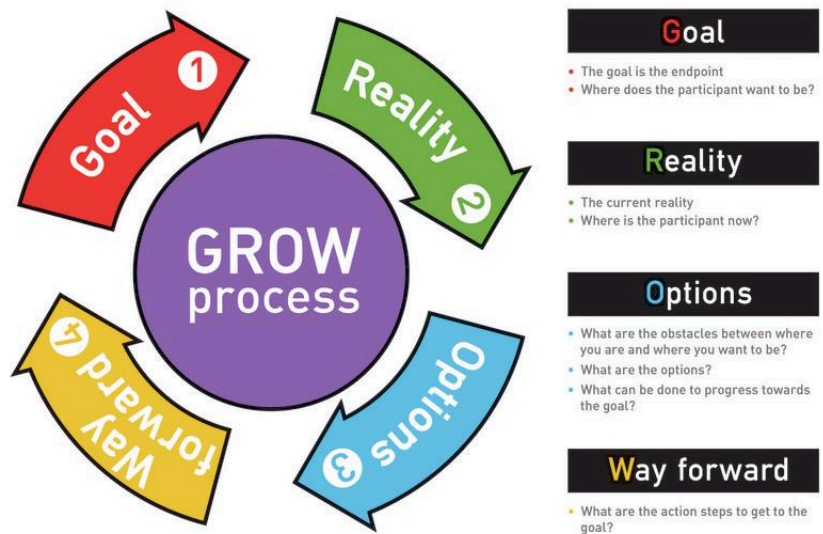 Goal 1
Reality 2
Options 3
Way
forward 4
GROW
process
Goal
• The goal is the endpoint
• Where does the participant want to be?
Reality
• The current reality
• Where is the participant now?
Options
• What are the obstacles between where
you are and where you want to be?
• What are the options?
• What can be done to progress towards
the goal?
Way forward
• What are the action steps to get to the
goal?